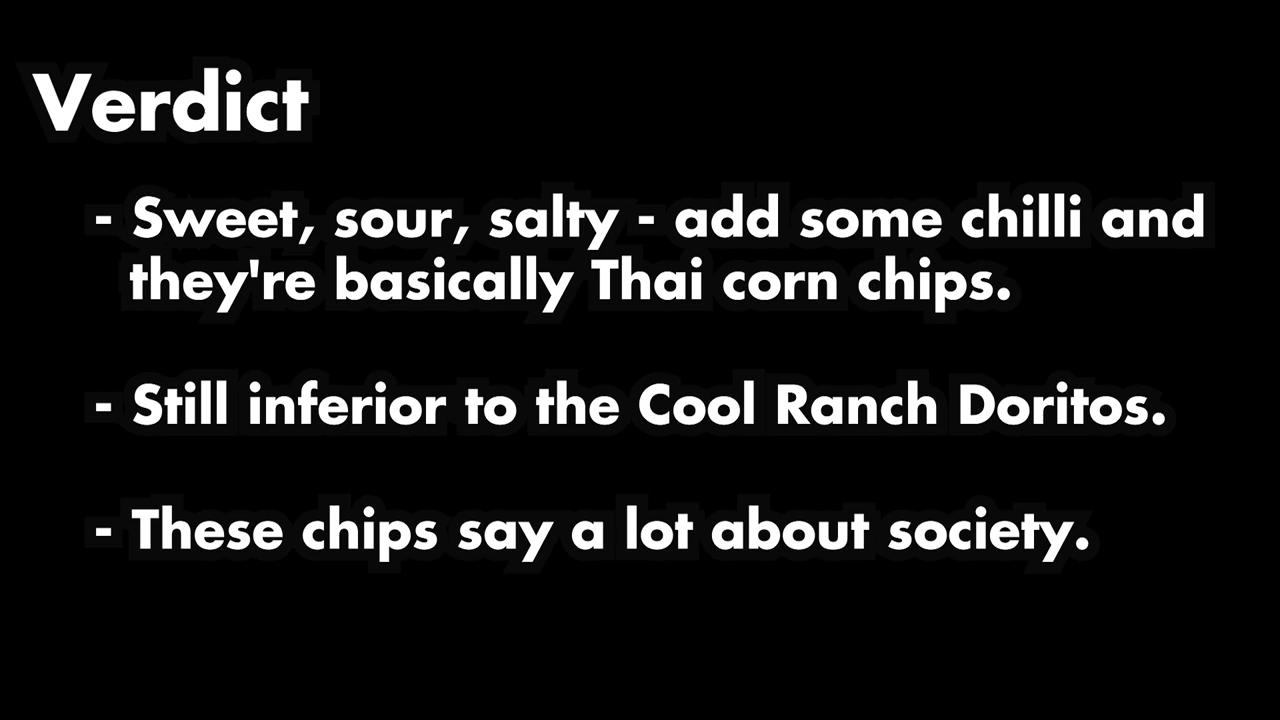 Verdict
- Sweet, sour, salty - add some chilli and
they're basically Thai corn chips.
- Still inferior to the Cool Ranch Doritos.
- These chips say a lot about society.